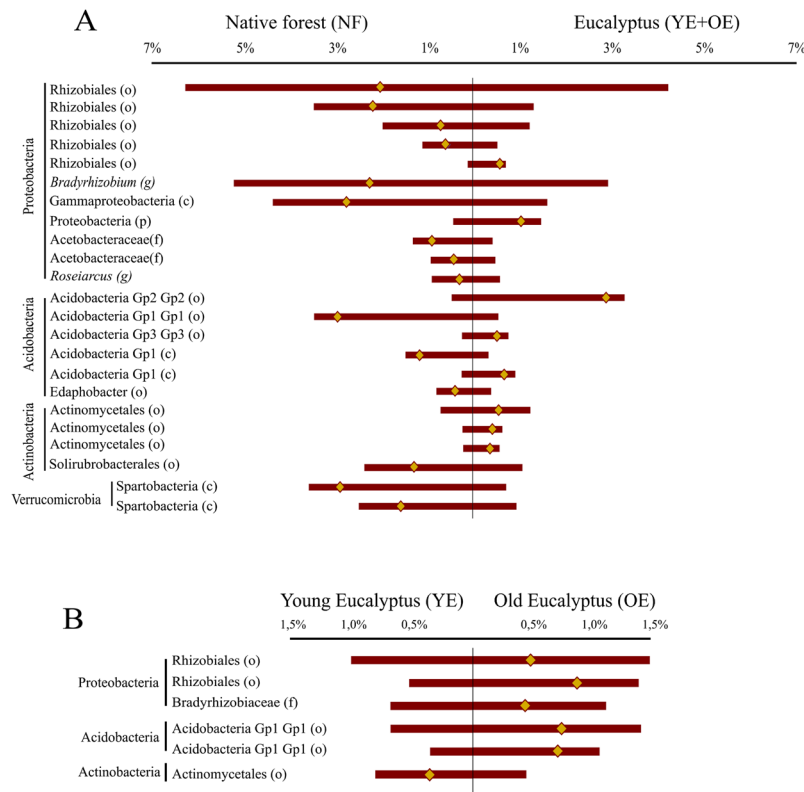 A
Native forest (NF) Eucalyptus (YE+OE)
7% 5% 3% 1% 1% 3% 5% 7%
Proteobacteria
Rhizobiales (o)
Rhizobiales (o)
Rhizobiales (o)
Rhizobiales (o)
Rhizobiales (o)
Bradyrhizobium (g)
Gammaproteobacteria (c)
Proteobacteria (p)
Acetobacteraceae(f)
Acetobacteraceae(f)
Roseiarcus (g)
Acidobacteria
Acidobacteria Gp2 Gp2 (o)
Acidobacteria Gp1 Gp1 (o)
Acidobacteria Gp3 Gp3 (o)
Acidobacteria Gp1 (c)
Acidobacteria Gp1 (c)
Edaphobacter (o)
Actinobacteria
Actinomycetales (o)
Actinomycetales (o)
Actinomycetales (o)
Solirubrobacterales (o)
Verrucomicrobia
Spartobacteria (c)
Spartobacteria (c)
B
Young Eucalyptus (YE) Old Eucalyptus (OE)
1,5% 1,0% 0,5% 0,5% 1,0% 1,5%
Proteobacteria
Rhizobiales (o)
Rhizobiales (o)
Bradyrhizobiaceae (f)
Acidobacteria
Acidobacteria Gp1 Gp1 (o)
Acidobacteria Gp1 Gp1 (o)
Actinobacteria
Actinomycetales (o)